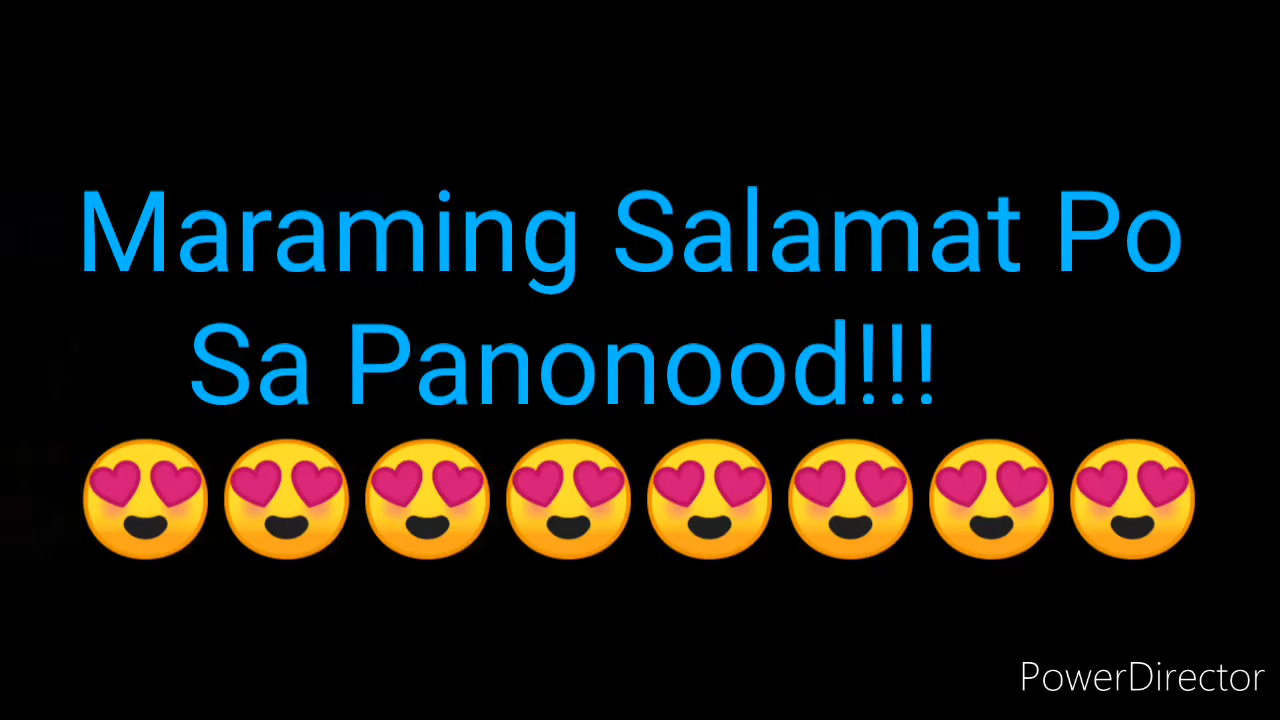 Maraming Salamat Po
Sa Panonood!!!
😍😍😍😍😍😍😍😍
PowerDirector